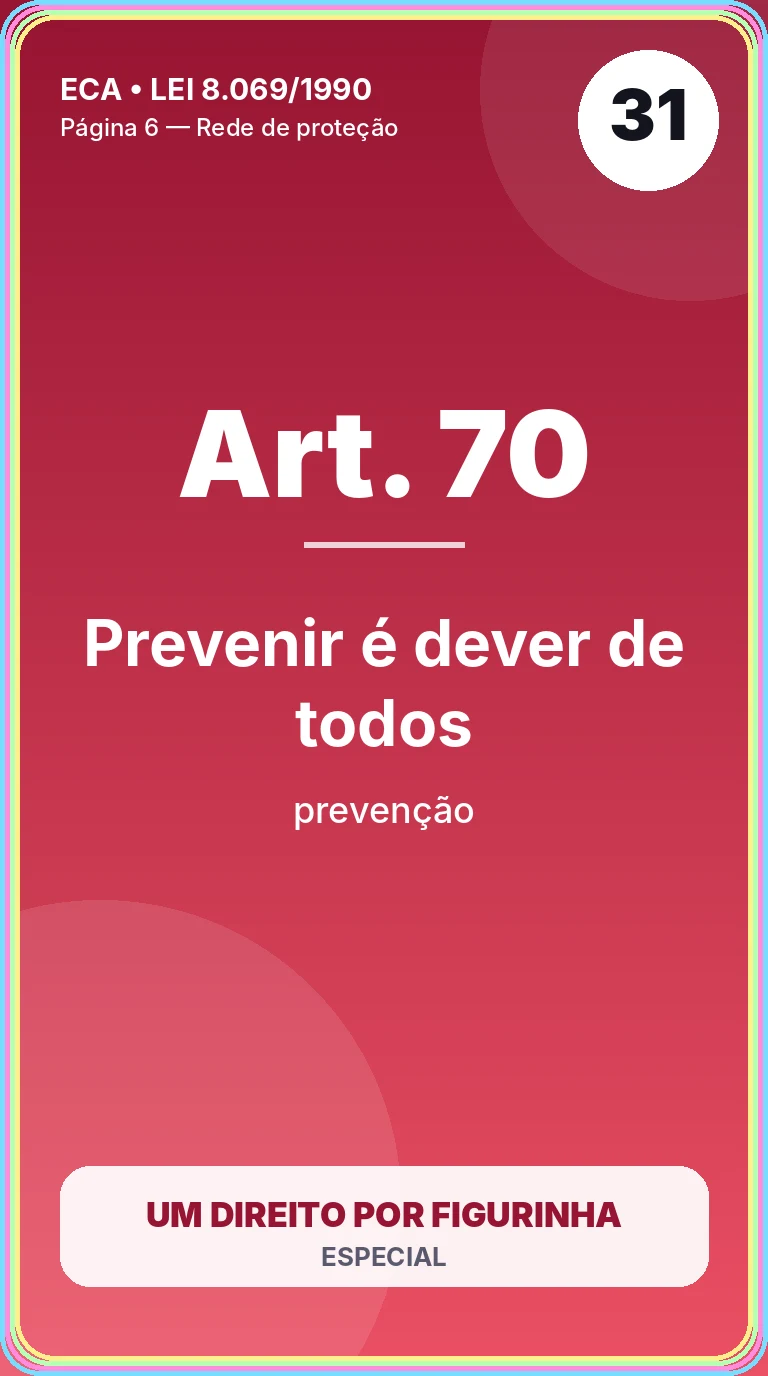 ECA • LEI 8.069/1990
Página 6 — Rede de proteção
31
Art. 70
Prevenir é dever de
todos
prevenção
UM DIREITO POR FIGURINHA
ESPECIAL